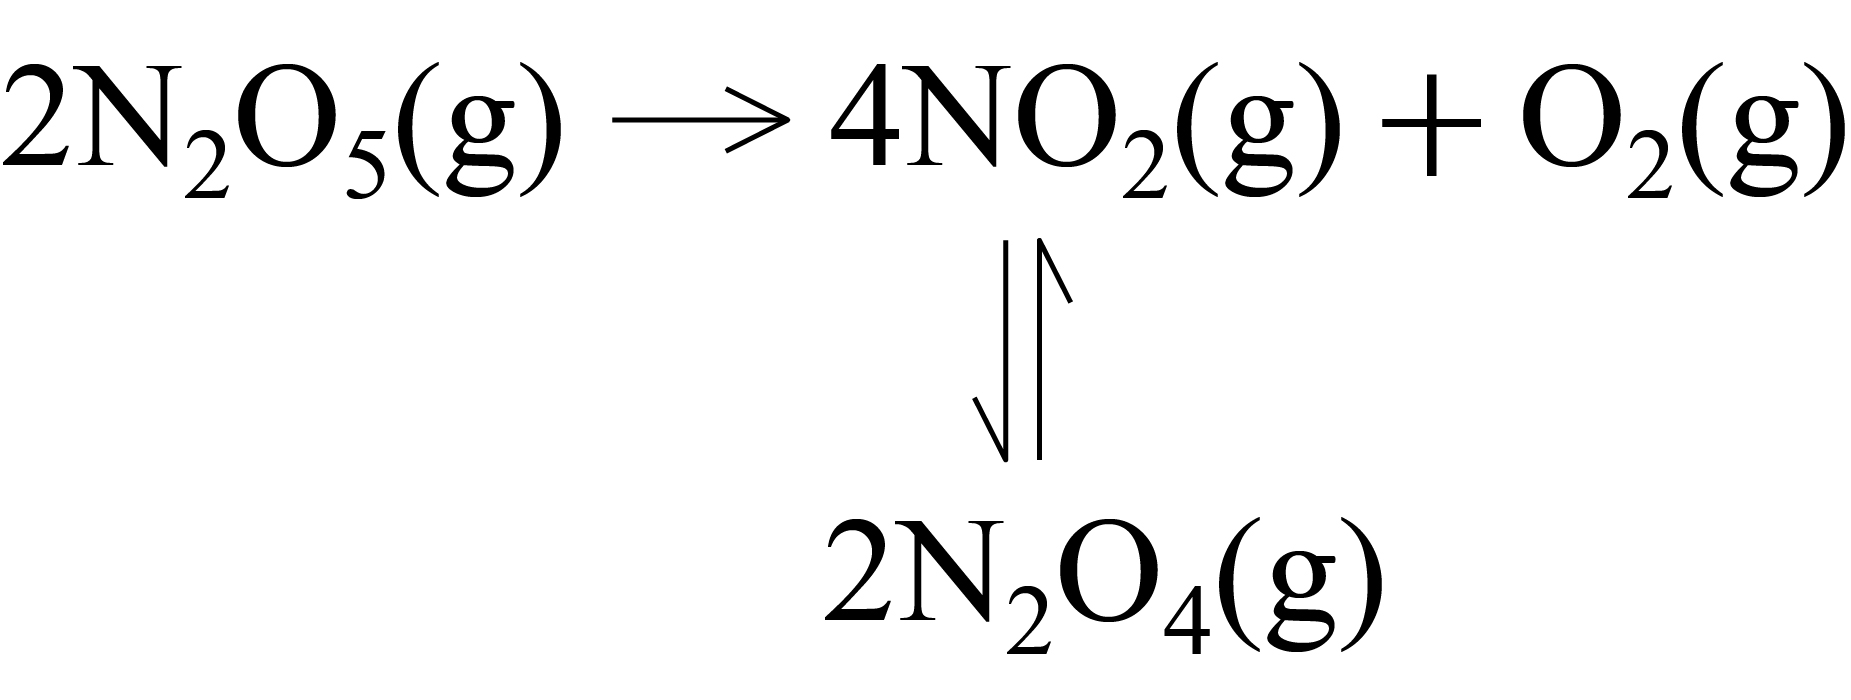 2N₂O₅(g) → 4NO₂(g) + O₂(g)
⥯
2N₂O₄(g)